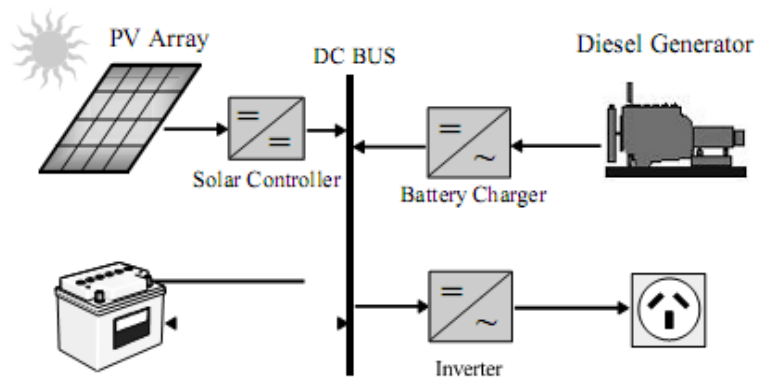 PV Array
DC BUS
Diesel Generator
Solar Controller
Battery Charger
Inverter